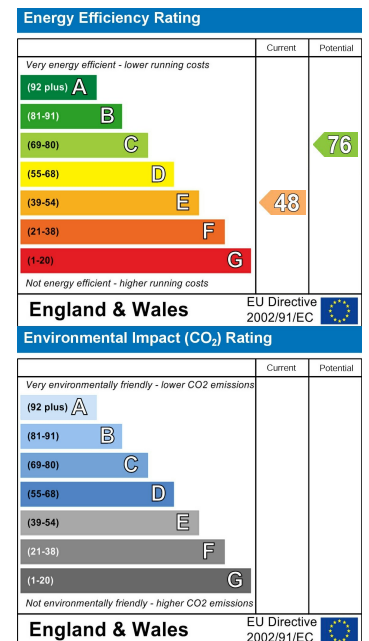 Energy Efficiency Rating
Current Potential
Very energy efficient - lower running costs
(92 plus) A
(81-91) B
(69-80) C 76
(55-68) D
(39-54) E 48
(21-38) F
(1-20) G
Not energy efficient - higher running costs
England & Wales EU Directive 2002/91/EC
Environmental Impact (CO₂) Rating
Current Potential
Very environmentally friendly - lower CO2 emissions
(92 plus) A
(81-91) B
(69-80) C
(55-68) D
(39-54) E
(21-38) F
(1-20) G
Not environmentally friendly - higher CO2 emissions
England & Wales EU Directive 2002/91/EC